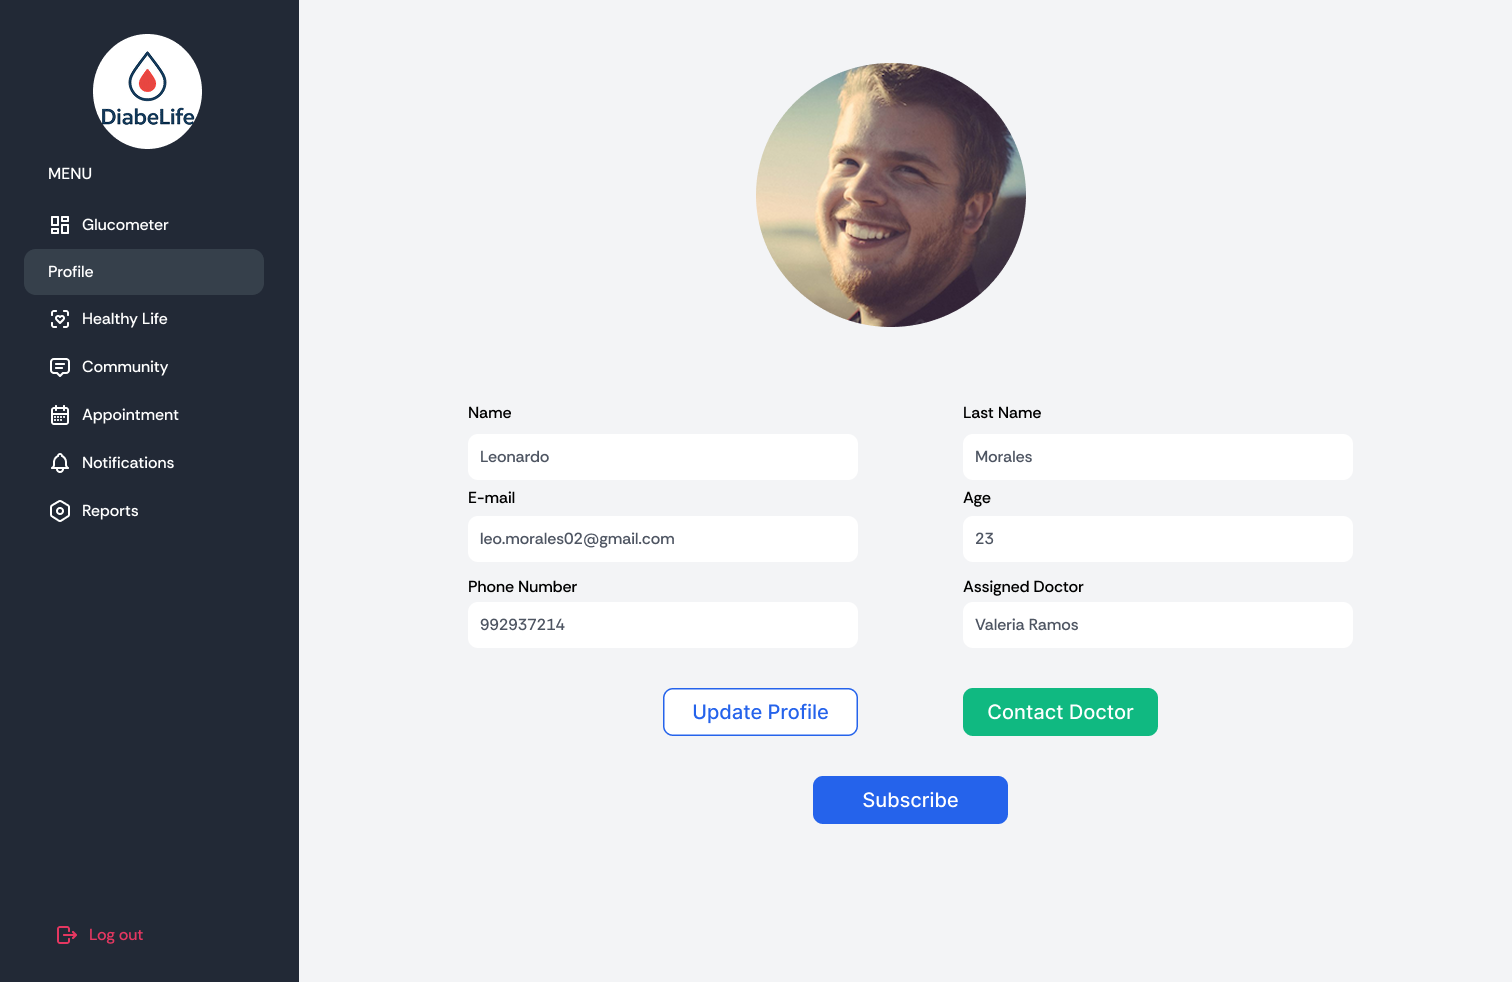 DiabeLife
MENU
Glucometer
Profile
Healthy Life
Community
Appointment
Notifications
Reports
Log out
Name
Leonardo
Last Name
Morales
E-mail
leo.morales02@gmail.com
Age
23
Phone Number
992937214
Assigned Doctor
Valeria Ramos
Update Profile
Contact Doctor
Subscribe